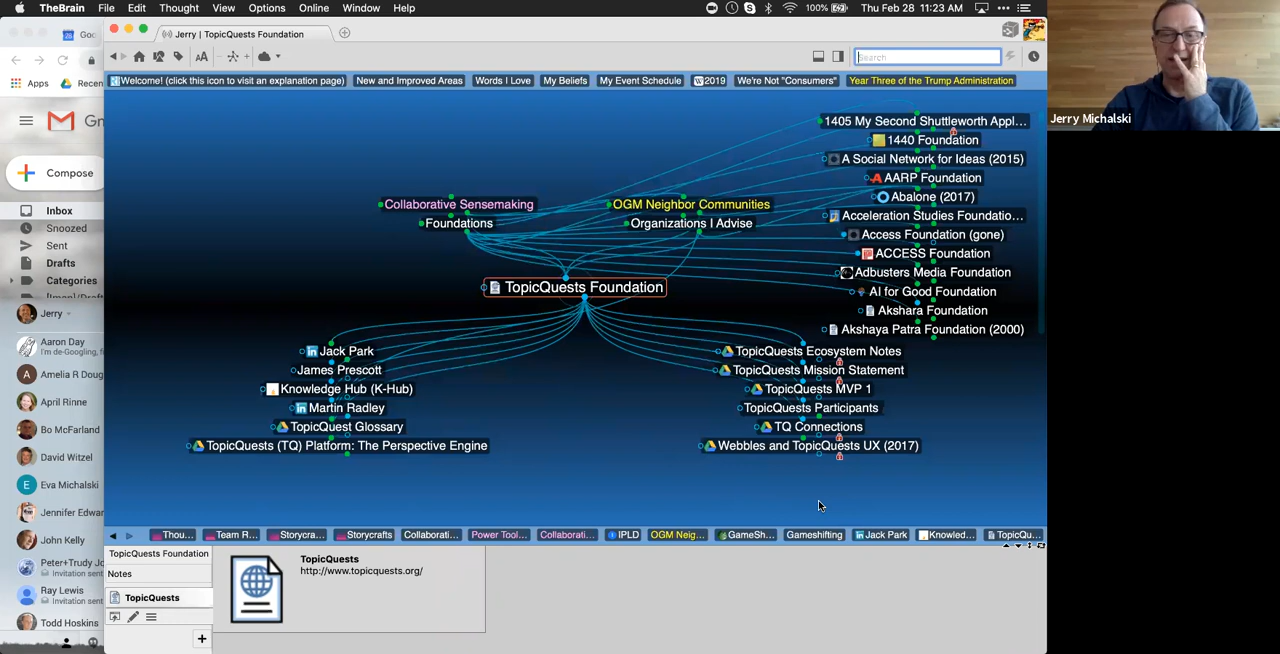 TheBrain File Edit Thought View Options Online Window Help
100% Thu Feb 28 11:23 AM
Jerry | TopicQuests Foundation
Search
Welcome! (click this icon to visit an explanation page) New and Improved Areas Words I Love My Beliefs My Event Schedule 2019 We're Not "Consumers" Year Three of the Trump Administration
Goo
Apps Recen
Gm
Compose
Inbox
Snoozed
Sent
Drafts
Categories
[Imap]/Drafts
Jerry
Aaron Day
I'm de-Googling, f
Amelia R Doug
April Rinne
Bo McFarland
David Witzel
Eva Michalski
Jennifer Edwar
John Kelly
Peter+Trudy Jo
Invitation sent
Ray Lewis
Invitation sent
Todd Hoskins
Collaborative Sensemaking
Foundations
OGM Neighbor Communities
Organizations I Advise
1405 My Second Shuttleworth Appl...
1440 Foundation
A Social Network for Ideas (2015)
AARP Foundation
Abalone (2017)
Acceleration Studies Foundatio...
Access Foundation (gone)
ACCESS Foundation
Adbusters Media Foundation
AI for Good Foundation
Akshara Foundation
Akshaya Patra Foundation (2000)
TopicQuests Foundation
Jack Park
James Prescott
Knowledge Hub (K-Hub)
Martin Radley
TopicQuest Glossary
TopicQuests (TQ) Platform: The Perspective Engine
TopicQuests Ecosystem Notes
TopicQuests Mission Statement
TopicQuests MVP 1
TopicQuests Participants
TQ Connections
Webbles and TopicQuests UX (2017)
Thou... Team R... Storycra... Storycrafts Collaborati... Power Tool... Collaborati... IPLD OGM Neig... GameSh... Gameshifting Jack Park Knowled... TopicQu...
TopicQuests Foundation
Notes
TopicQuests
TopicQuests
http://www.topicquests.org/
Jerry Michalski